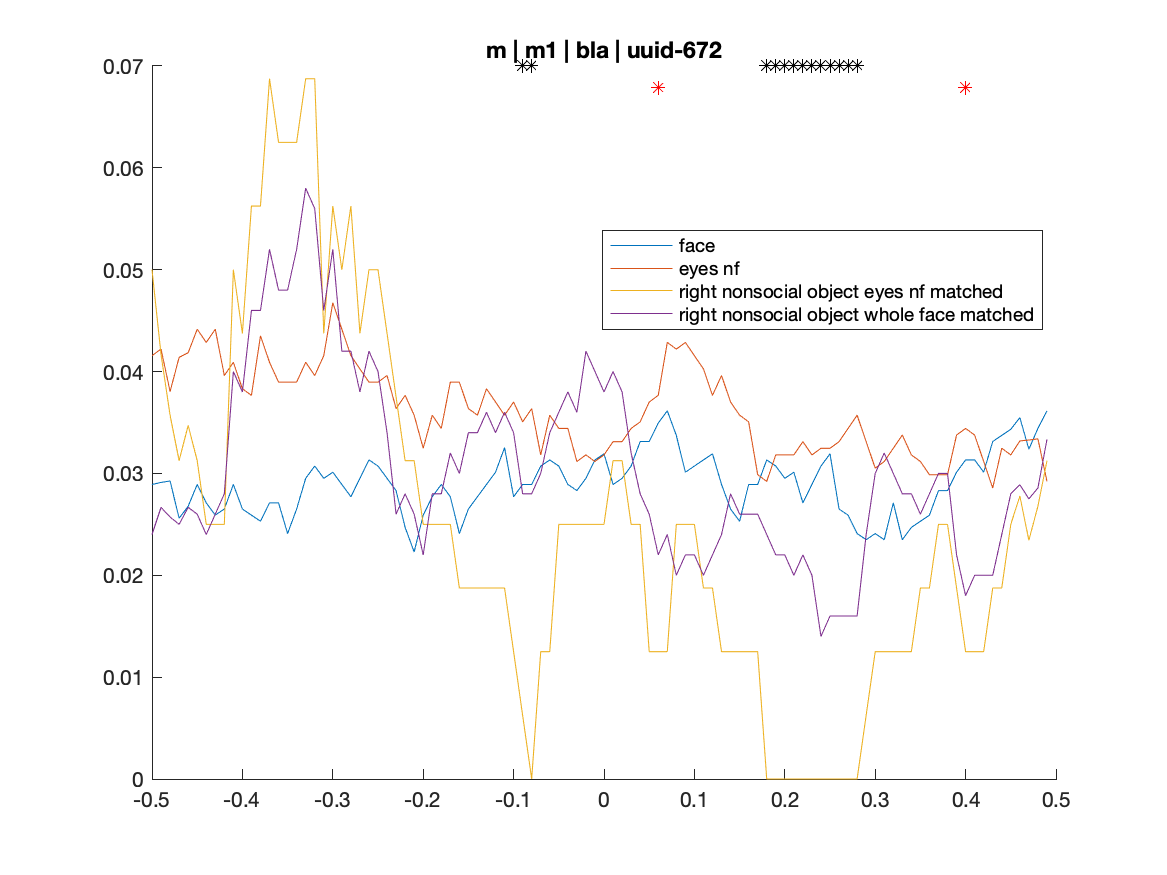 m | m1 | bla | uuid-672
0.07
0.06
0.05
0.04
0.03
0.02
0.01
0
face
eyes nf
right nonsocial object eyes nf matched
right nonsocial object whole face matched
-0.5 -0.4 -0.3 -0.2 -0.1 0 0.1 0.2 0.3 0.4 0.5